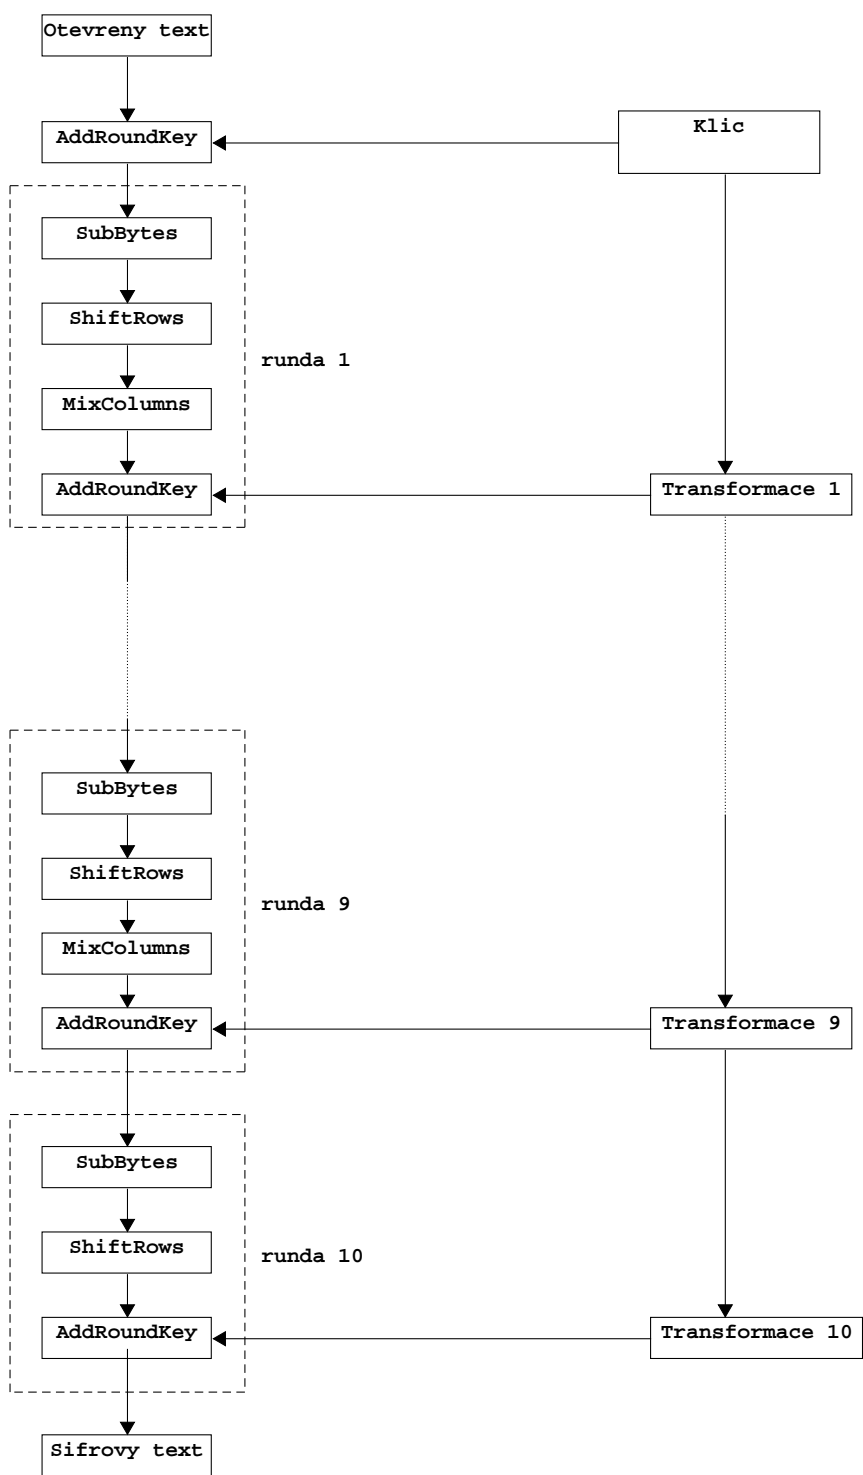 Otevreny text
AddRoundKey
Klic
SubBytes
ShiftRows
runda 1
MixColumns
AddRoundKey
Transformace 1
SubBytes
ShiftRows
runda 9
MixColumns
AddRoundKey
Transformace 9
SubBytes
ShiftRows
runda 10
AddRoundKey
Transformace 10
Sifrovy text